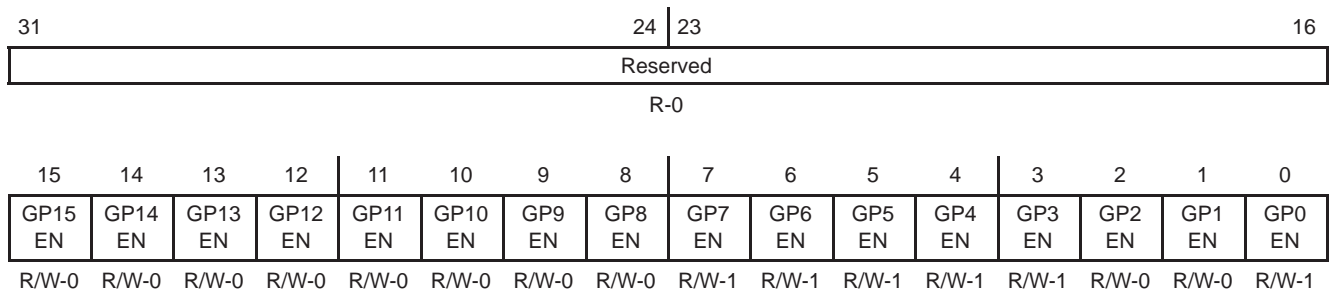 31 24 23 16
Reserved
R-0
15 14 13 12 11 10 9 8 7 6 5 4 3 2 1 0
GP15 GP14 GP13 GP12 GP11 GP10 GP9 GP8 GP7 GP6 GP5 GP4 GP3 GP2 GP1 GP0
EN EN EN EN EN EN EN EN EN EN EN EN EN EN EN EN
R/W-0 R/W-0 R/W-0 R/W-0 R/W-0 R/W-0 R/W-0 R/W-0 R/W-1 R/W-1 R/W-1 R/W-1 R/W-1 R/W-0 R/W-0 R/W-1